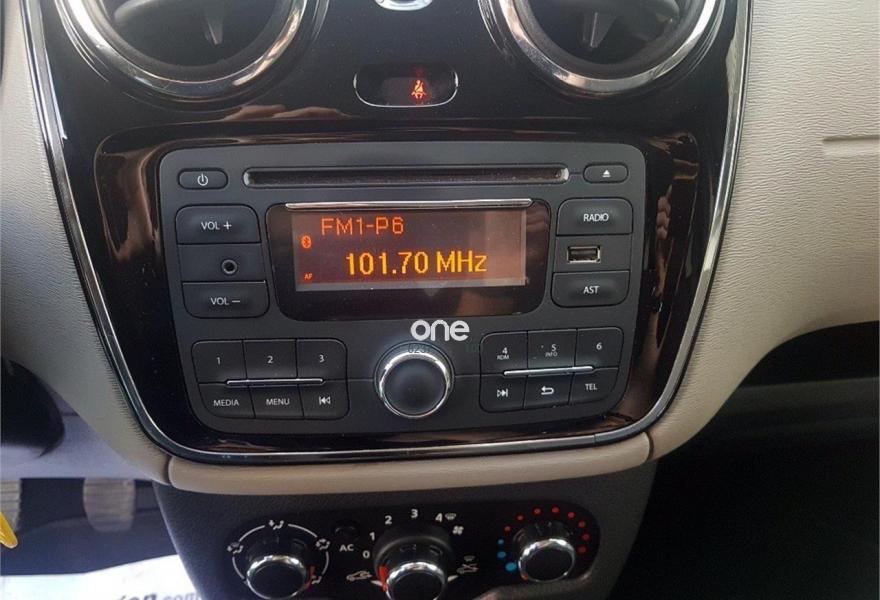 FM1-P6
AF
101.70 MHz
VOL +
VOL −
RADIO
AST
one
1
2
3
4
RDM
5
INFO
6
MEDIA
MENU
TEL
AC
0
1
2
3
4